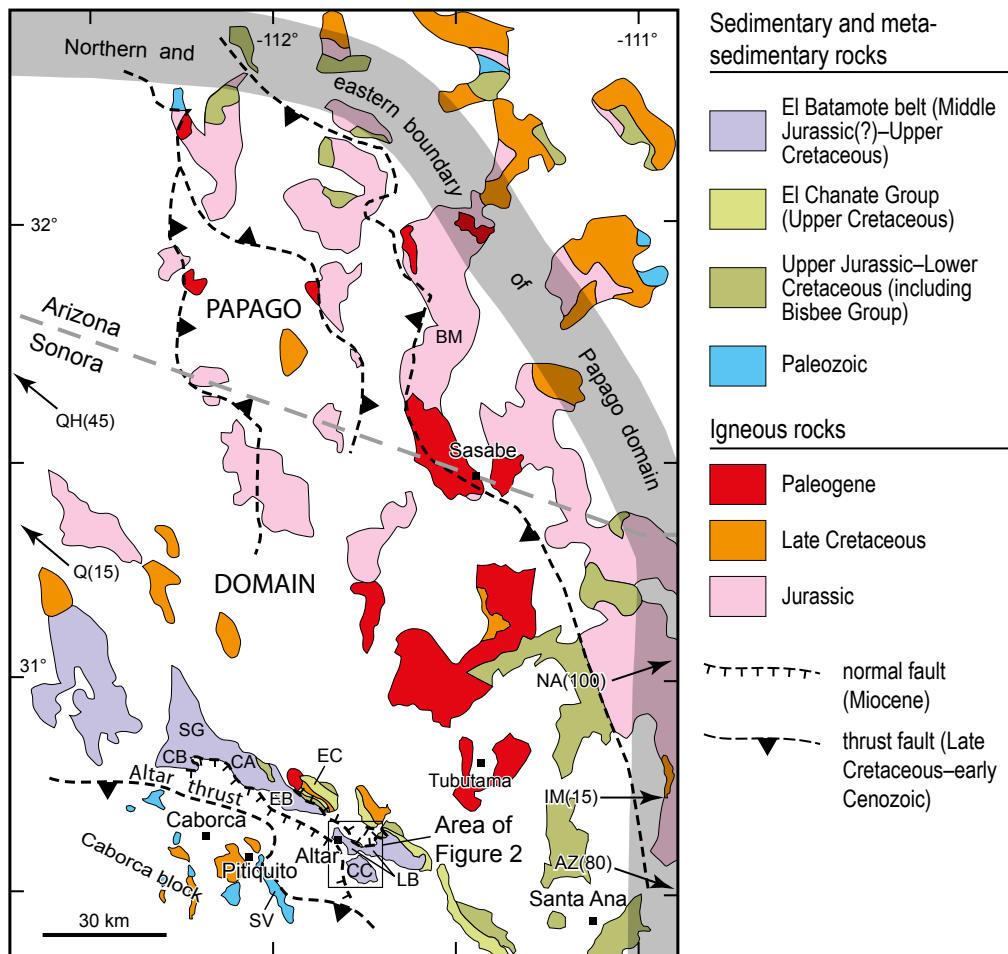 -112°
-111°
Northern and
eastern boundary
of
Papago domain
32°
PAPAGO
Arizona
Sonora
BM
QH(45)
Sasabe
Q(15)
DOMAIN
31°
NA(100)
SG
CB
CA
EC
EB
Altar thrust
Tubutama
IM(15)
Caborca
Area of
Figure 2
Altar
Pitiquito
Caborca block
CC
LB
AZ(80)
Santa Ana
SV
30 km
Sedimentary and meta-
sedimentary rocks
El Batamote belt (Middle
Jurassic(?)–Upper
Cretaceous)
El Chanate Group
(Upper Cretaceous)
Upper Jurassic–Lower
Cretaceous (including
Bisbee Group)
Paleozoic
Igneous rocks
Paleogene
Late Cretaceous
Jurassic
normal fault
(Miocene)
thrust fault (Late
Cretaceous–early
Cenozoic)